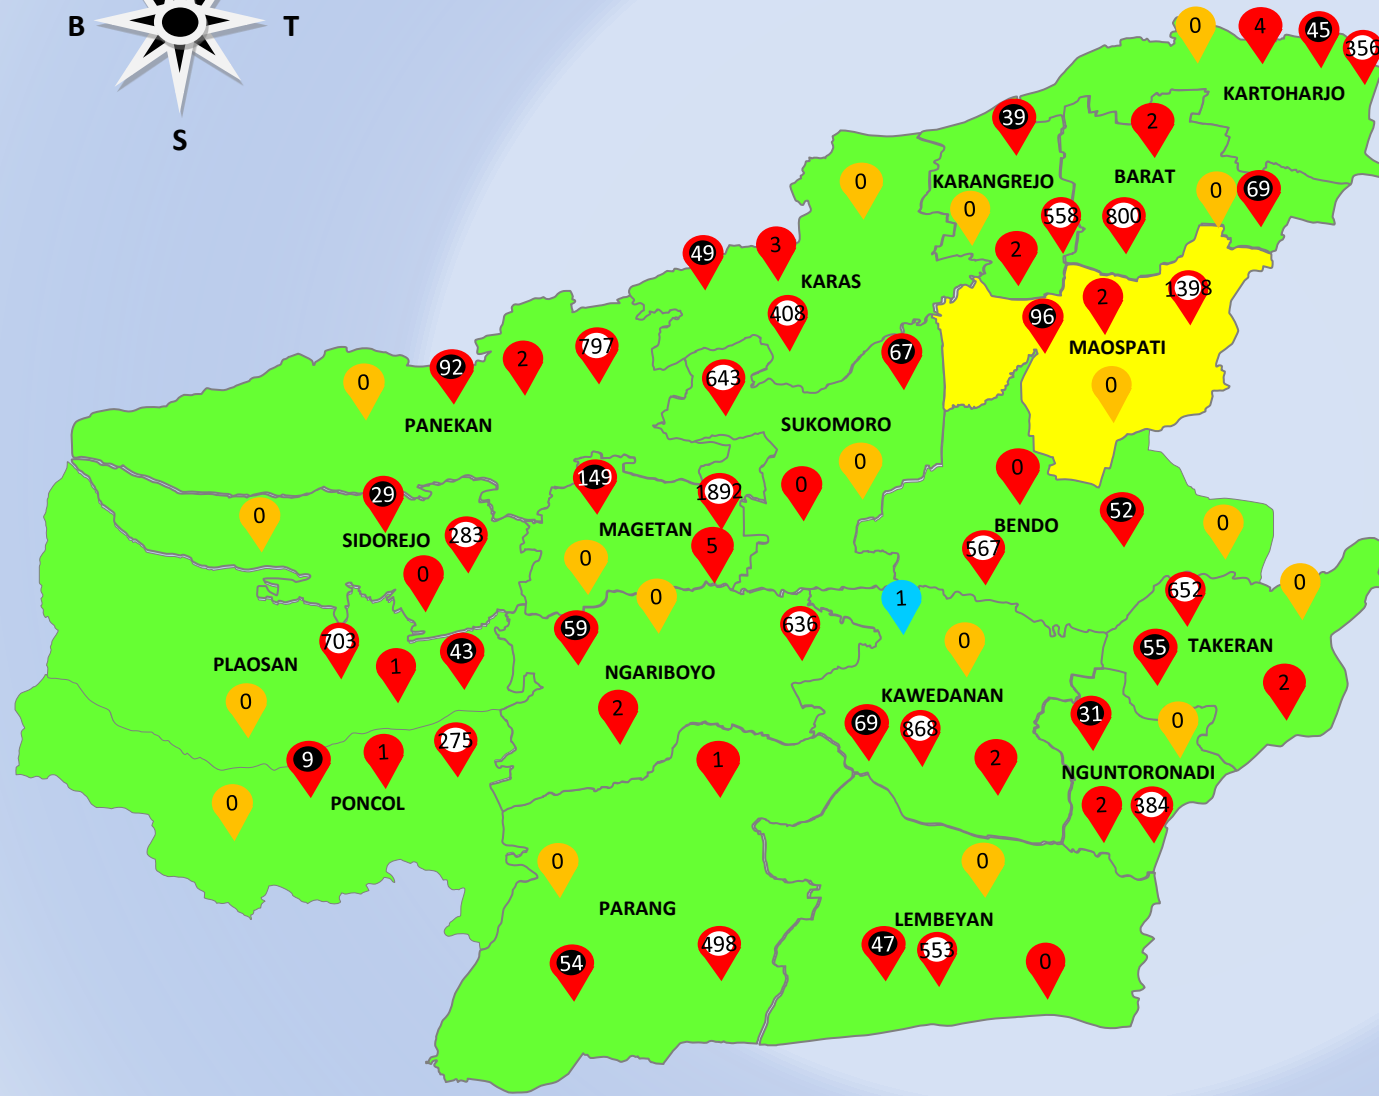 B T
S
0 4 45 356
KARTOHARJO
39 2
KARANGREJO BARAT
0 0 0 69
558 800
2
49 3
KARAS
408
1398
2
96
MAOSPATI
0
67
797
92 2
0
PANEKAN
643
SUKOMORO
0
0
149 1892
MAGETAN
5
0
29
0
SIDOREJO 283
0
0
BENDO
52 0
567
1
0
652
55 TAKERAN
2
0
59 636
NGARIBOYO
2
703
PLAOSAN 1 43
0
0
KAWEDANAN
69 868
2
31 0
NGUNTORONADI
2 384
9 1 275
PONCOL
0
1
0
PARANG
54 498
0
LEMBEYAN
47 553 0